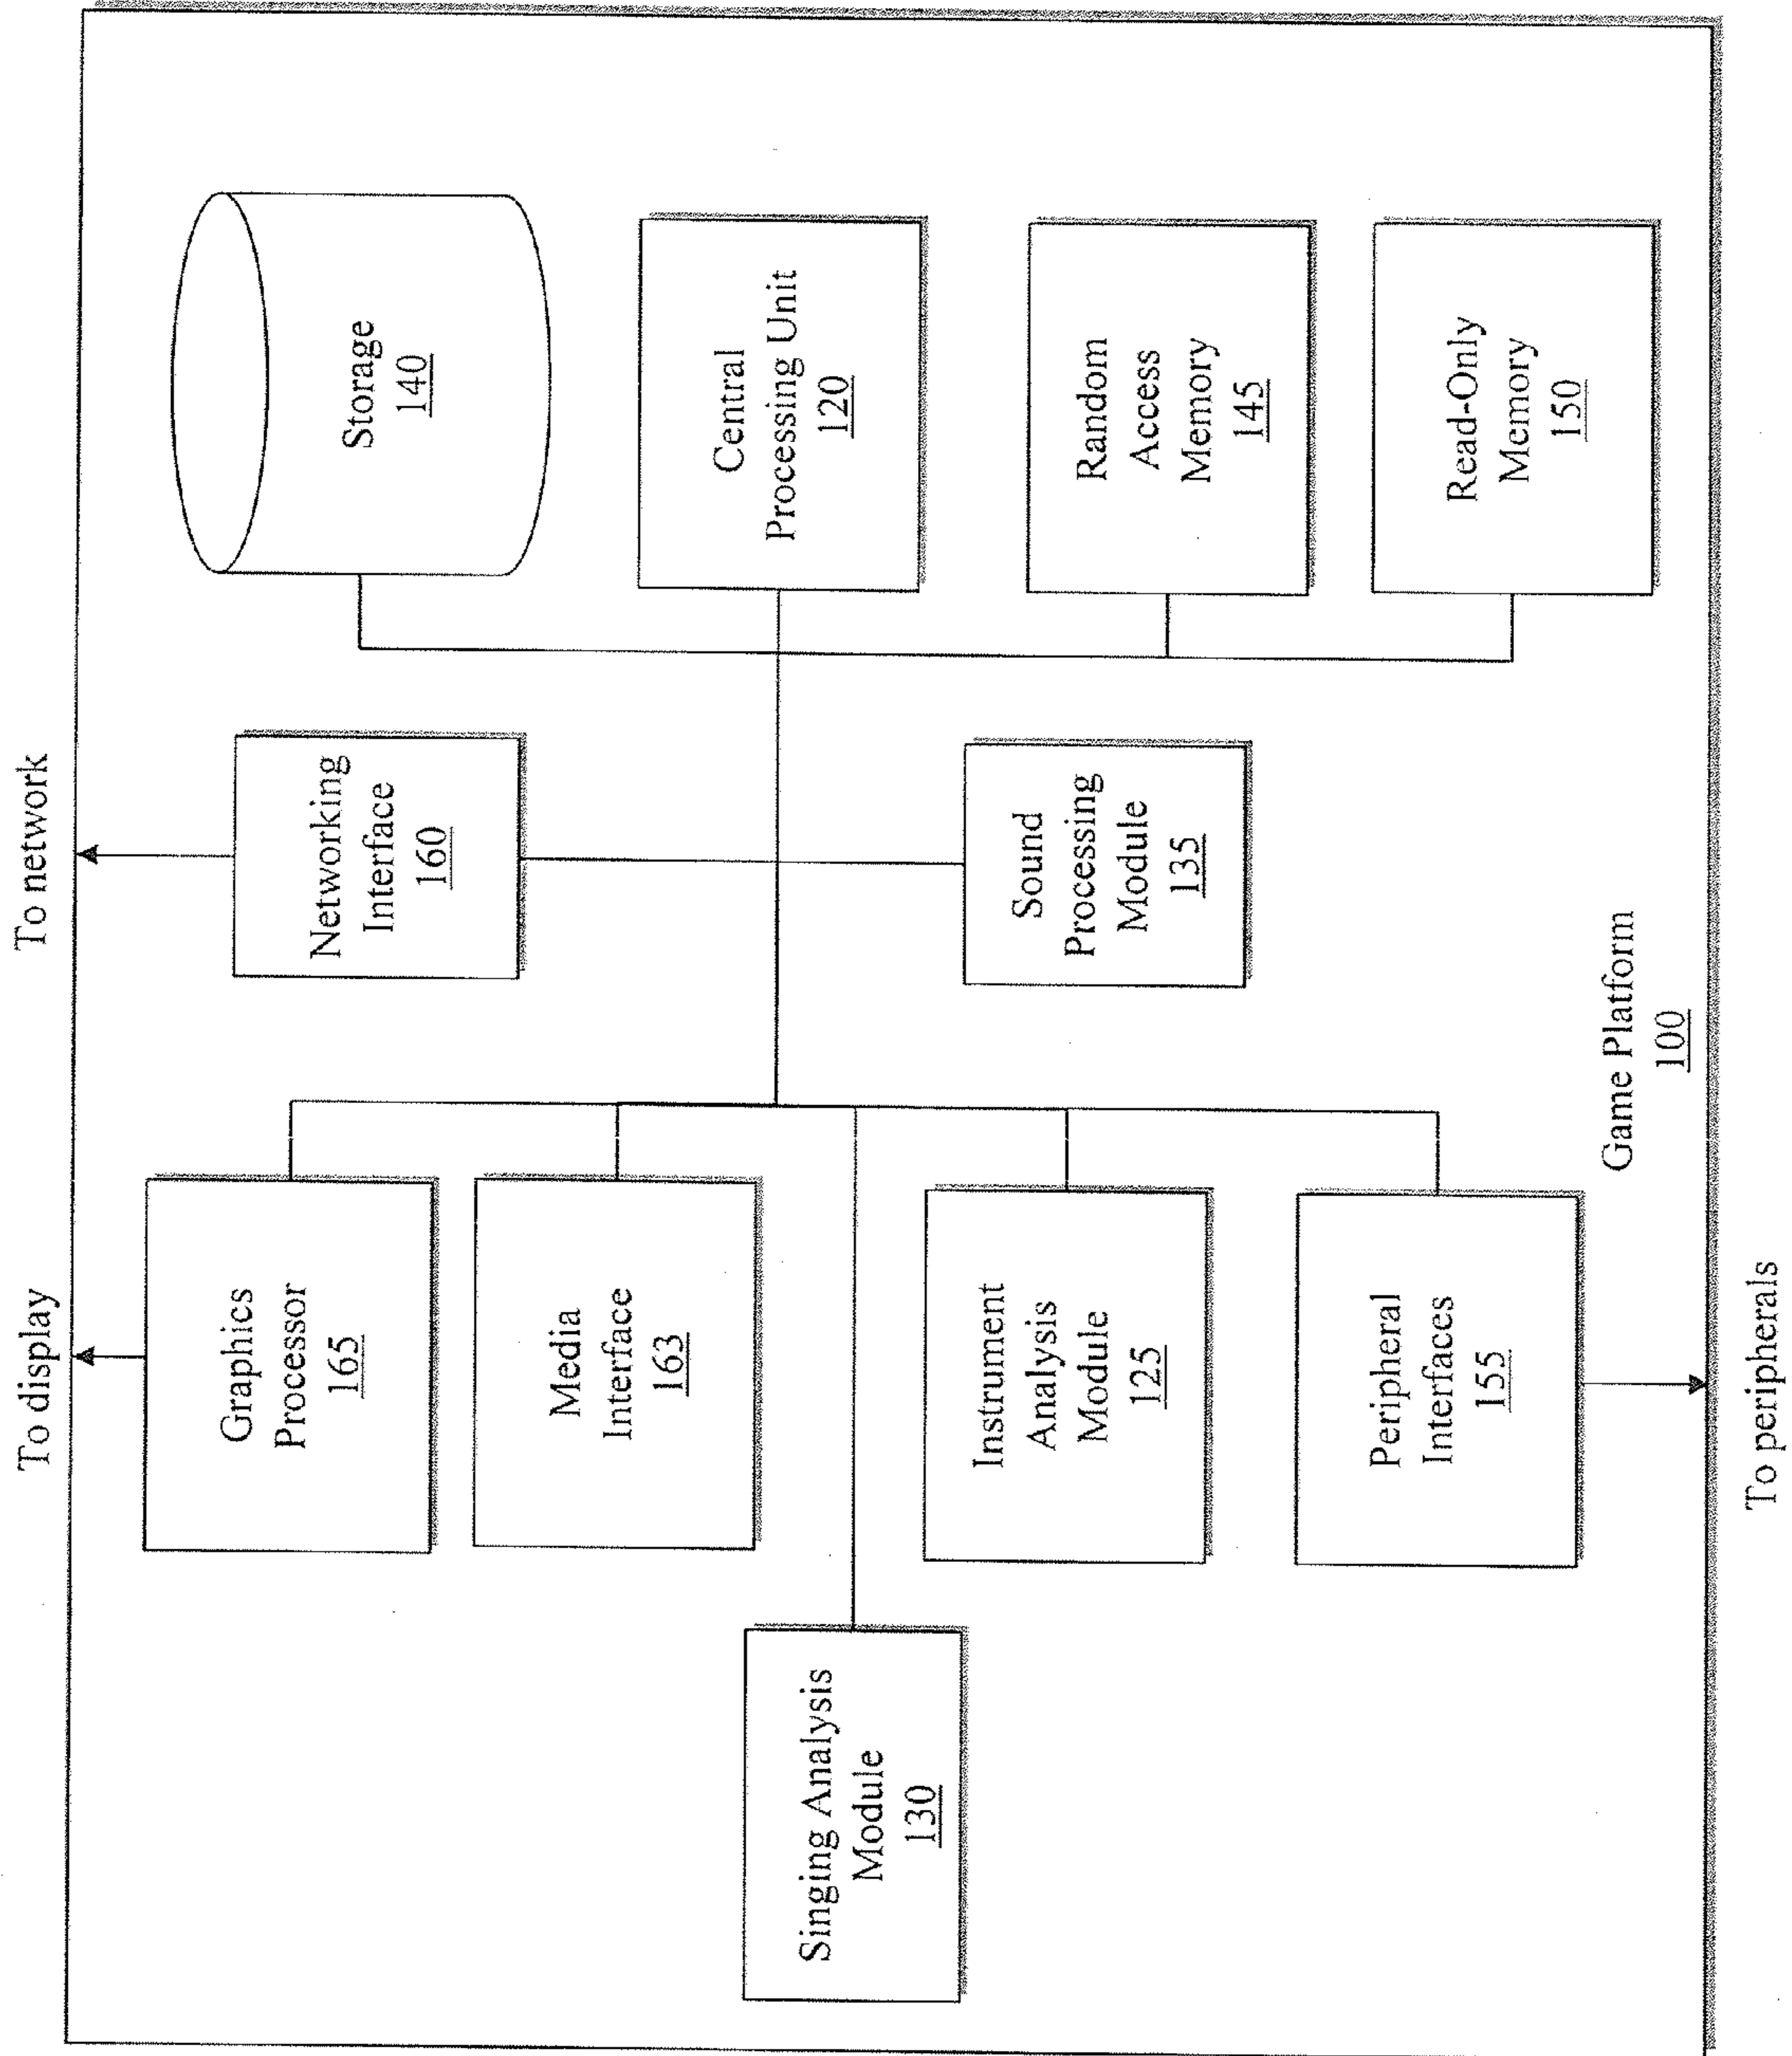 To display
To network
Graphics
Processor
165
Networking
Interface
160
Storage
140
Media
Interface
163
Central
Processing Unit
120
Singing Analysis
Module
130
Instrument
Analysis
Module
125
Sound
Processing
Module
135
Random
Access
Memory
145
Peripheral
Interfaces
155
Read-Only
Memory
150
Game Platform
100
To peripherals